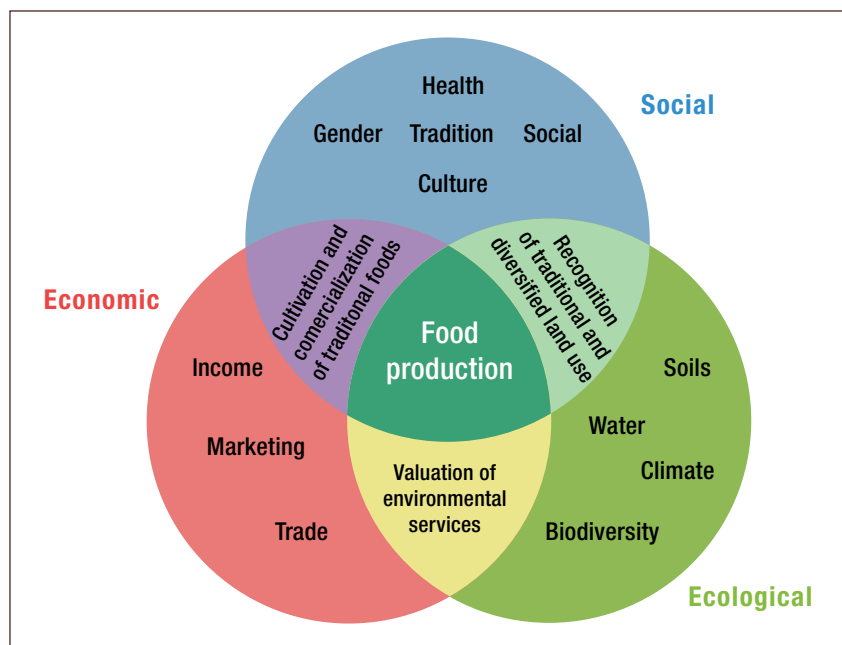 Health
Social
Gender Tradition Social
Culture
Cultivation and
comercialization
of traditonal foods
Recognition
of traditional and
diversified land use
Economic
Food
production
Income
Soils
Water
Marketing
Climate
Valuation of
environmental
services
Trade
Biodiversity
Ecological